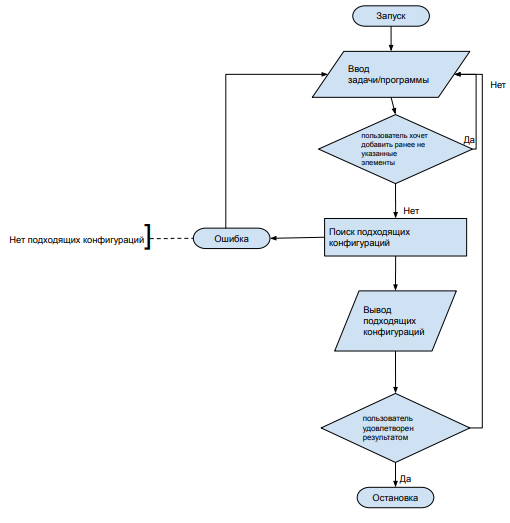 Запуск
Ввод
задачи/программы
Нет
пользователь хочет
добавить ранее не
указанные
элементы
Да
Нет
Поиск подходящих
конфигураций
Ошибка
Нет подходящих конфигураций
Вывод
подходящих
конфигураций
пользователь
удовлетворен
результатом
Да
Остановка